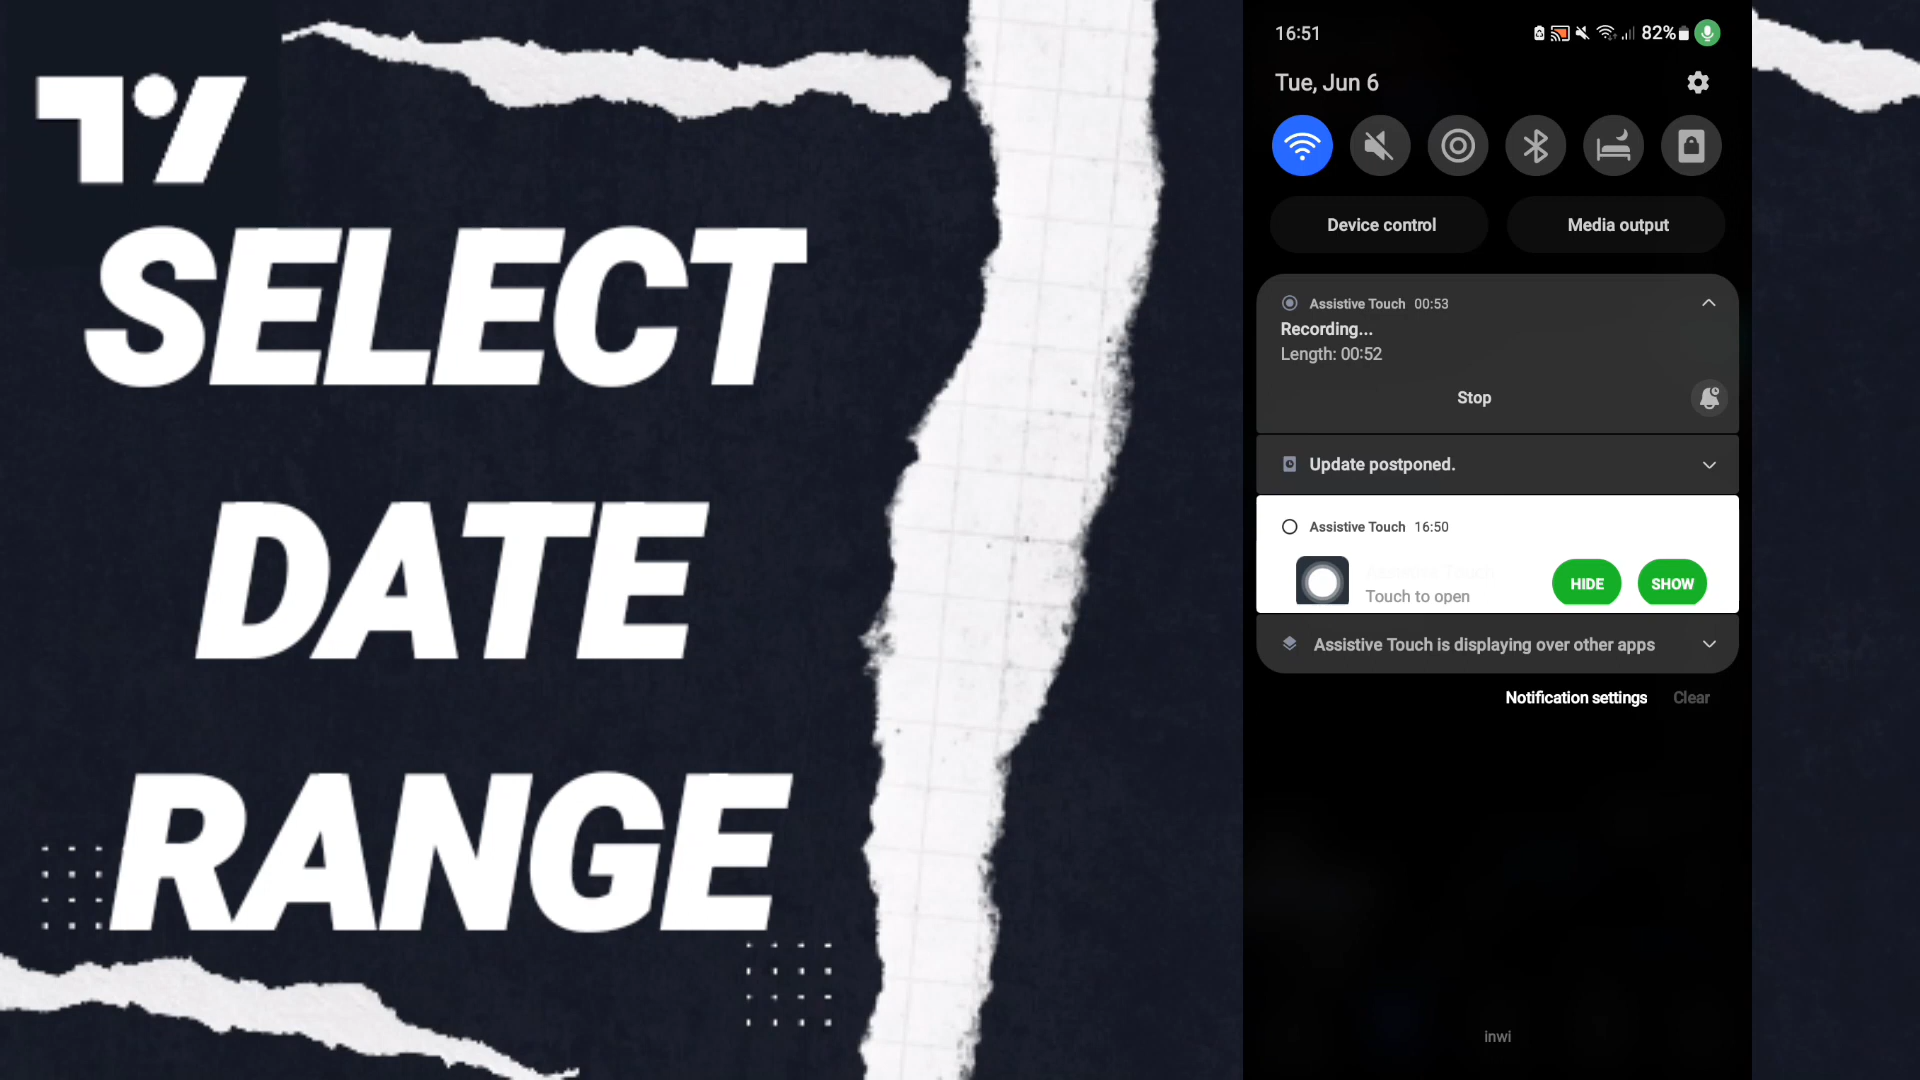 SELECT
DATE
RANGE
16:51
82%
Tue, Jun 6
Device control
Media output
Assistive Touch 00:53
Recording...
Length: 00:52
Stop
Update postponed.
Assistive Touch 16:50
Assistive Touch
Touch to open
HIDE
SHOW
Assistive Touch is displaying over other apps
Notification settings
Clear
inwi